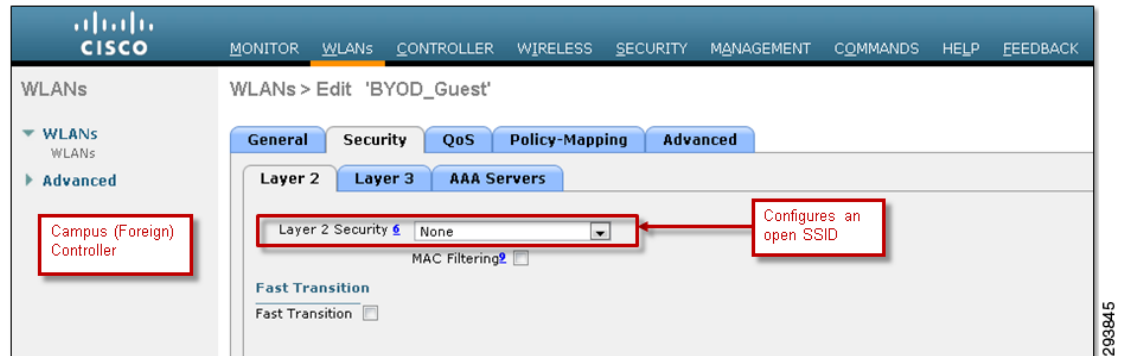 CISCO
MONITOR WLANs CONTROLLER WIRELESS SECURITY MANAGEMENT COMMANDS HELP FEEDBACK
WLANs
WLANs > Edit 'BYOD_Guest'
WLANs
WLANs
Advanced
General Security QoS Policy-Mapping Advanced
Layer 2 Layer 3 AAA Servers
Campus (Foreign)
Controller
Layer 2 Security 6 None
Configures an
open SSID
MAC Filtering 9
Fast Transition
Fast Transition
293845